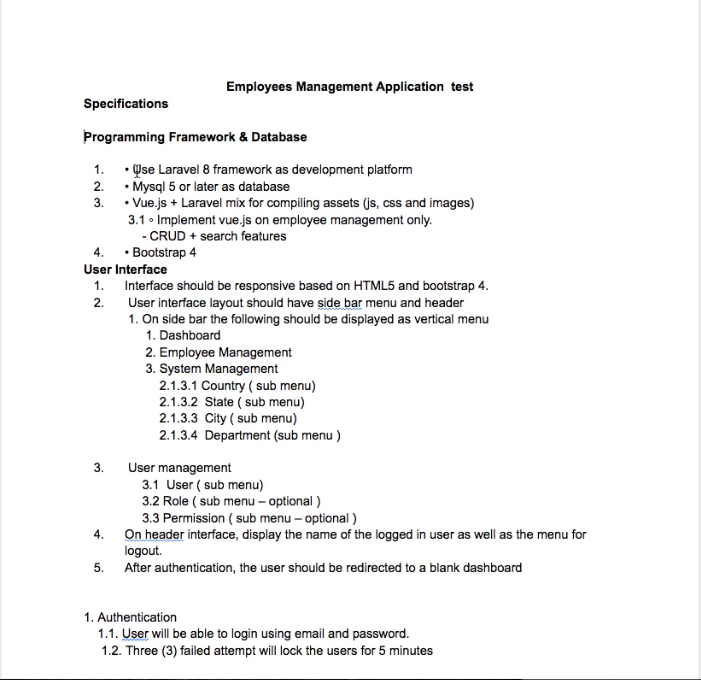 Employees Management Application test
Specifications
Programming Framework & Database
1. • Use Laravel 8 framework as development platform
2. • Mysql 5 or later as database
3. • Vue.js + Laravel mix for compiling assets (js, css and images)
3.1 ◦ Implement vue.js on employee management only.
- CRUD + search features
4. • Bootstrap 4
User Interface
1. Interface should be responsive based on HTML5 and bootstrap 4.
2. User interface layout should have side bar menu and header
1. On side bar the following should be displayed as vertical menu
1. Dashboard
2. Employee Management
3. System Management
2.1.3.1 Country ( sub menu)
2.1.3.2 State ( sub menu)
2.1.3.3 City ( sub menu)
2.1.3.4 Department (sub menu )
3. User management
3.1 User ( sub menu)
3.2 Role ( sub menu – optional )
3.3 Permission ( sub menu – optional )
4. On header interface, display the name of the logged in user as well as the menu for
logout.
5. After authentication, the user should be redirected to a blank dashboard
1. Authentication
1.1. User will be able to login using email and password.
1.2. Three (3) failed attempt will lock the users for 5 minutes